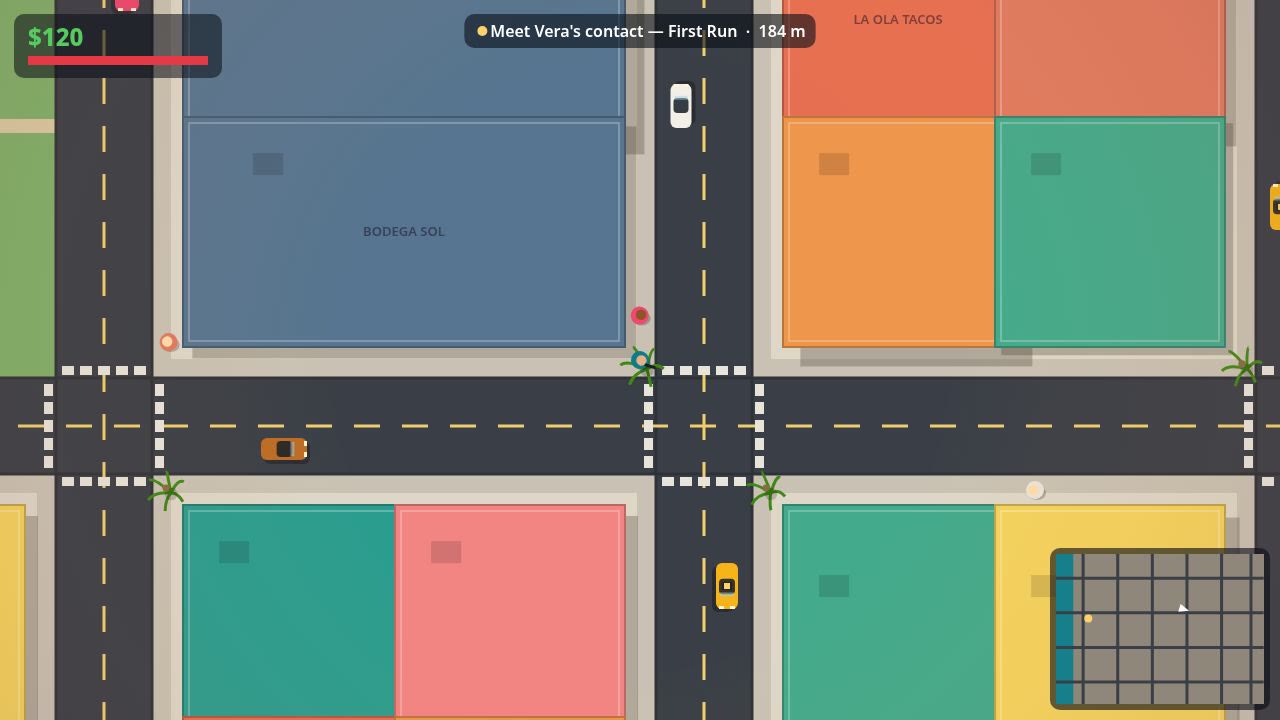 $120
Meet Vera's contact — First Run · 184 m
LA OLA TACOS
BODEGA SOL